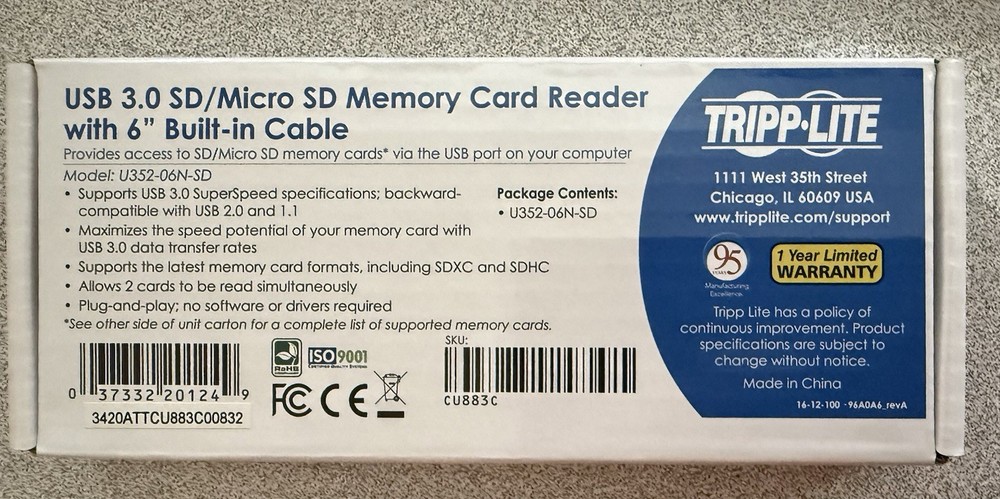 USB 3.0 SD/Micro SD Memory Card Reader
with 6” Built-in Cable
Provides access to SD/Micro SD memory cards* via the USB port on your computer
Model: U352-06N-SD
• Supports USB 3.0 SuperSpeed specifications; backward-
compatible with USB 2.0 and 1.1
• Maximizes the speed potential of your memory card with
USB 3.0 data transfer rates
• Supports the latest memory card formats, including SDXC and SDHC
• Allows 2 cards to be read simultaneously
• Plug-and-play; no software or drivers required
*See other side of unit carton for a complete list of supported memory cards.
Package Contents:
• U352-06N-SD
0 37332 20124 9
3420ATTCU883C00832
RoHS
ISO9001
CERTIFIED QUALITY SYSTEMS
FC CE
SKU:
CU883C
TRIPP·LITE
1111 West 35th Street
Chicago, IL 60609 USA
www.tripplite.com/support
95
YEARS
Manufacturing
Excellence.
1 Year Limited
WARRANTY
Tripp Lite has a policy of
continuous improvement. Product
specifications are subject to
change without notice.
Made in China
16-12-100 -96A0A6_revA